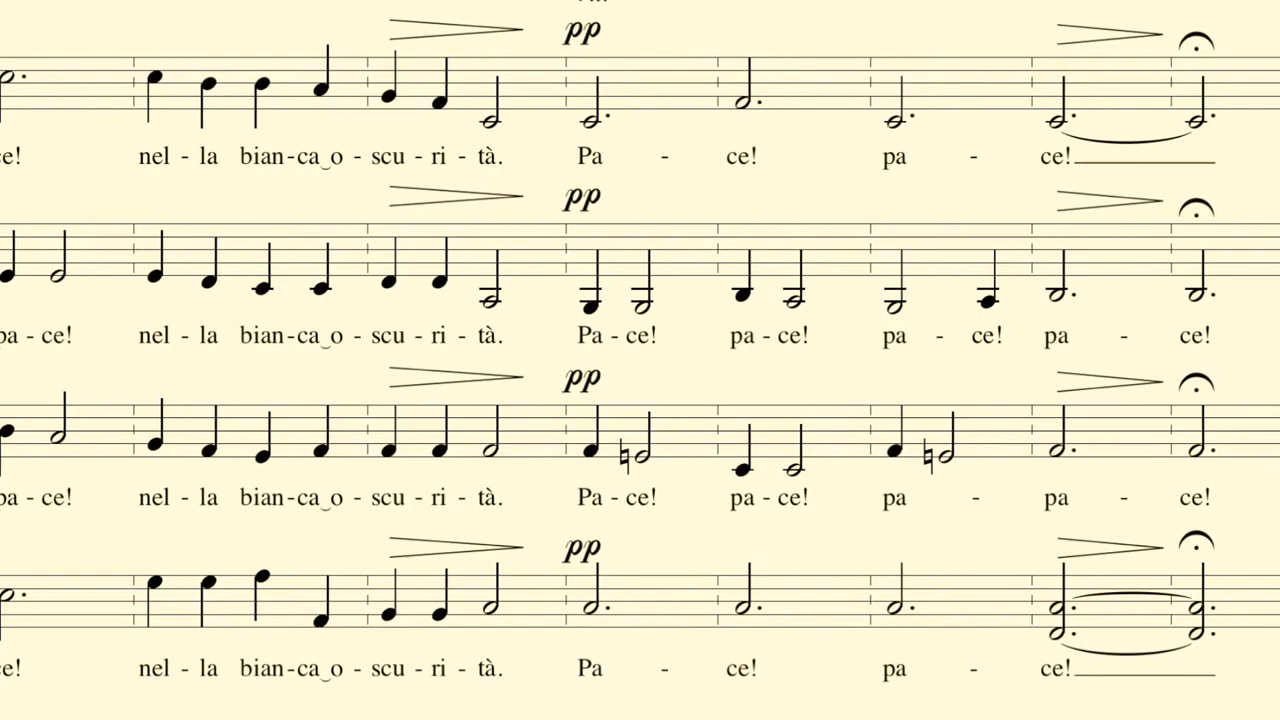 pp
ce! nel - la bian-ca‿o - scu - ri - tà. Pa - ce! pa - ce!
pp
pa - ce! nel - la bian-ca‿o - scu - ri - tà. Pa - ce! pa - ce! pa - ce! pa - ce!
pp
pa - ce! nel - la bian-ca‿o - scu - ri - tà. Pa - ce! pa - ce! pa - pa - ce!
pp
ce! nel - la bian-ca‿o - scu - ri - tà. Pa - ce! pa - ce!